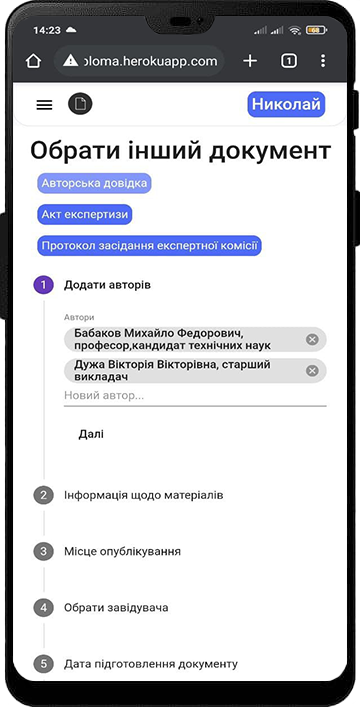 14:23
68
ploma.herokuapp.com
1
Николай
Обрати інший документ
Авторська довідка
Акт експертизи
Протокол засідання експертної комісії
1 Додати авторів
Автори
Бабаков Михайло Федорович,
професор,кандидат технічних наук
Дужа Вікторія Вікторівна, старший
викладач
Новий автор...
Далі
2 Інформація щодо матеріалів
3 Місце опублікування
4 Обрати завідувача
5 Дата підготовлення документу